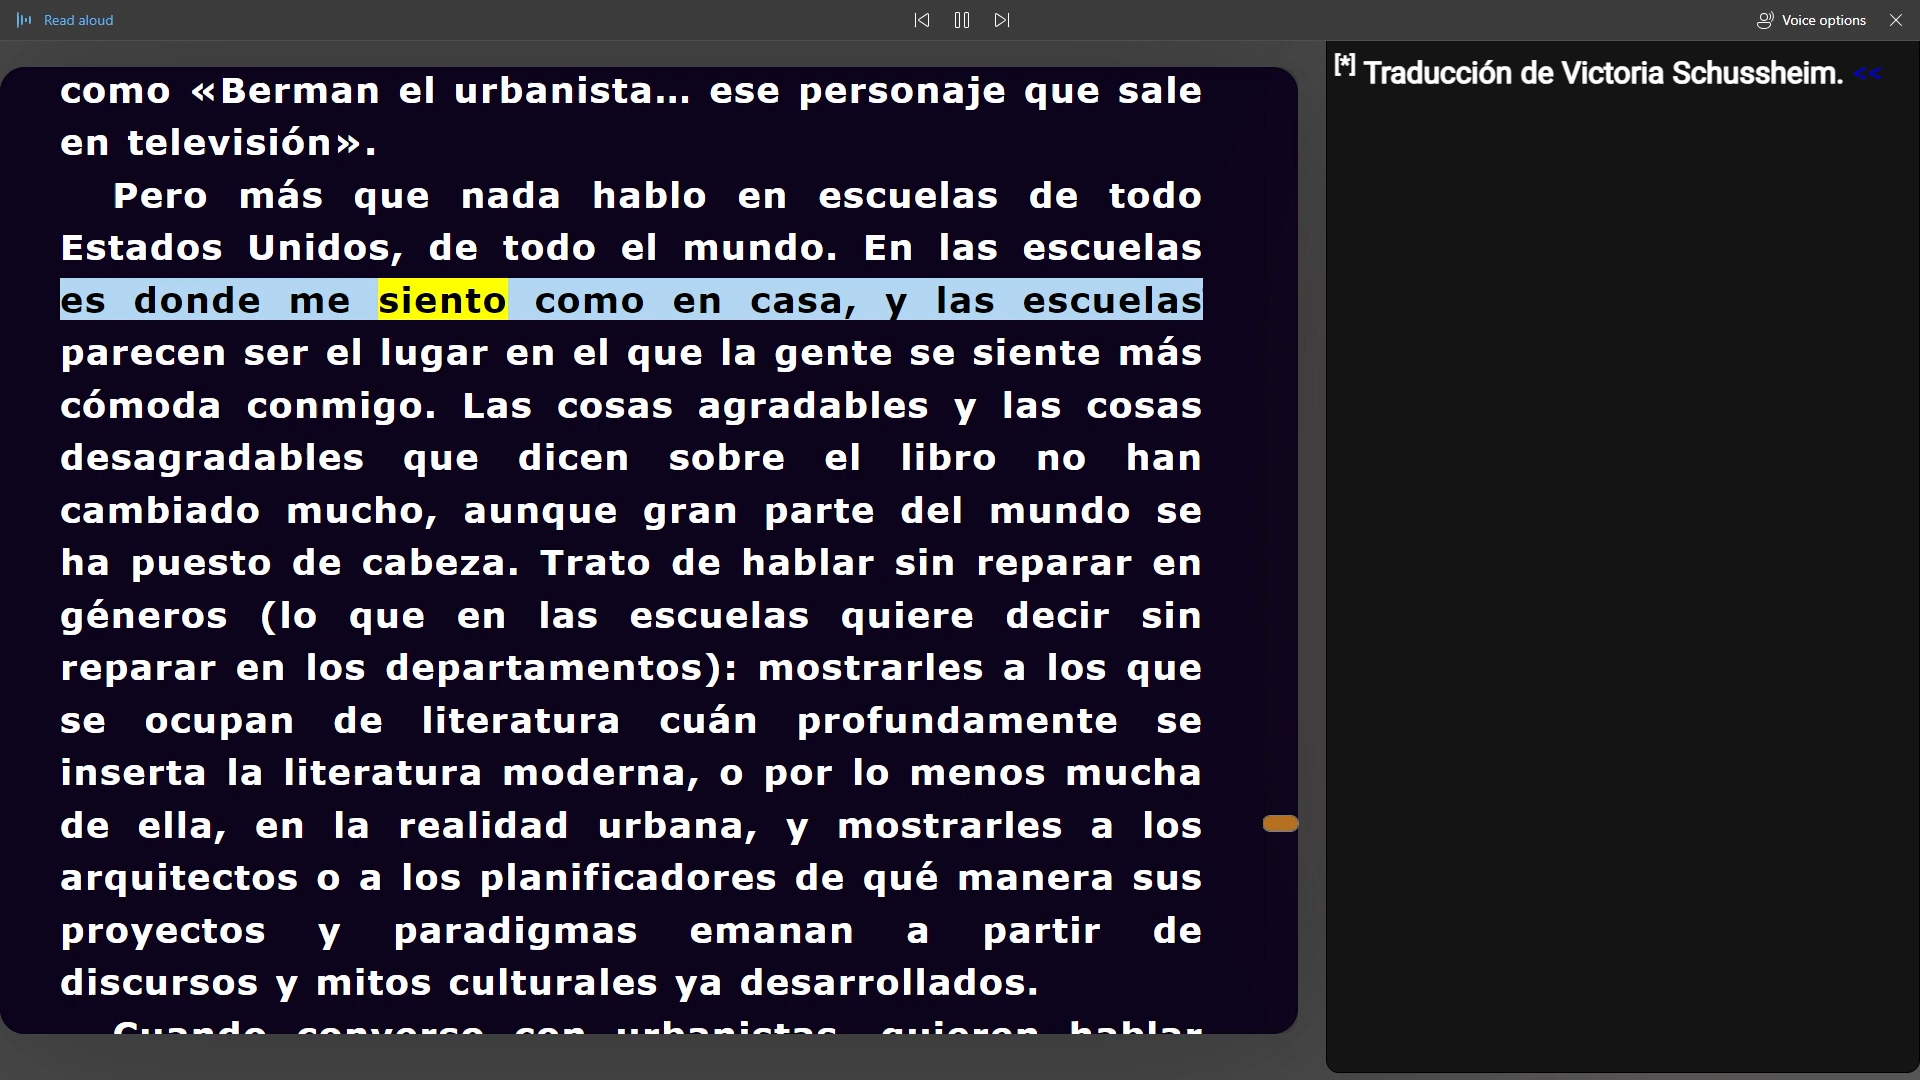 Read aloud
Voice options
como «Berman el urbanista... ese personaje que sale
en televisión».
Pero más que nada hablo en escuelas de todo
Estados Unidos, de todo el mundo. En las escuelas
es donde me siento como en casa, y las escuelas
parecen ser el lugar en el que la gente se siente más
cómoda conmigo. Las cosas agradables y las cosas
desagradables que dicen sobre el libro no han
cambiado mucho, aunque gran parte del mundo se
ha puesto de cabeza. Trato de hablar sin reparar en
géneros (lo que en las escuelas quiere decir sin
reparar en los departamentos): mostrarles a los que
se ocupan de literatura cuán profundamente se
inserta la literatura moderna, o por lo menos mucha
de ella, en la realidad urbana, y mostrarles a los
arquitectos o a los planificadores de qué manera sus
proyectos y paradigmas emanan a partir de
discursos y mitos culturales ya desarrollados.
Cuando converso con urbanistas, quieren hablar
[*] Traducción de Victoria Schussheim. <<